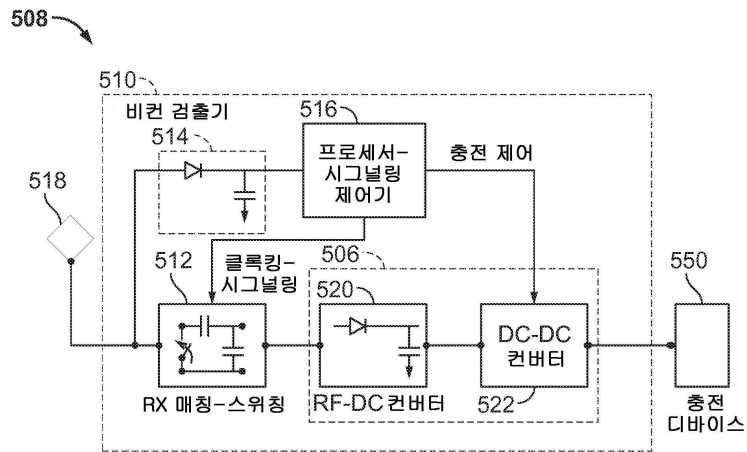 508
510
비컨 검출기
514
516
프로세서-
시그널링
제어기
충전 제어
518
512
클록킹-
시그널링
506
520
550
DC-DC
컨버터
522
RX 매칭-스위칭
RF-DC 컨버터
충전
디바이스